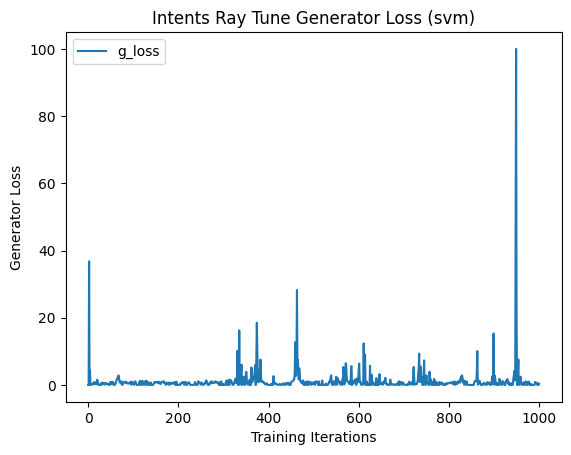 Intents Ray Tune Generator Loss (svm)
g_loss
100
80
60
40
20
0
Generator Loss
0 200 400 600 800 1000
Training Iterations